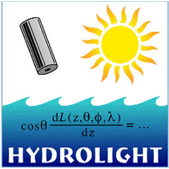 cosθ dL(z,θ,ϕ,λ)/dz = ...
HYDROLIGHT